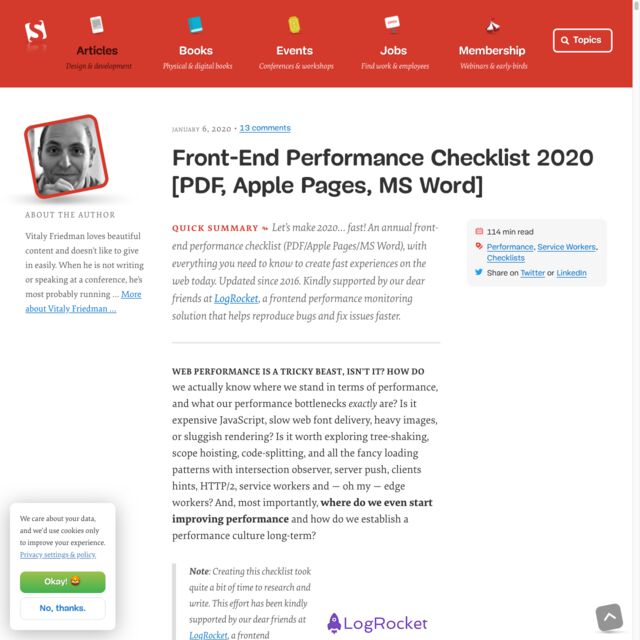 Articles
Design & development
Books
Physical & digital books
Events
Conferences & workshops
Jobs
Find work & employees
Membership
Webinars & early-birds
Topics
JANUARY 6, 2020 • 13 comments
Front-End Performance Checklist 2020
[PDF, Apple Pages, MS Word]
ABOUT THE AUTHOR
Vitaly Friedman loves beautiful
content and doesn’t like to give
in easily. When he is not writing
or speaking at a conference, he’s
most probably running … More
about Vitaly Friedman …
QUICK SUMMARY ↬ Let’s make 2020… fast! An annual front-
end performance checklist (PDF/Apple Pages/MS Word), with
everything you need to know to create fast experiences on the
web today. Updated since 2016. Kindly supported by our dear
friends at LogRocket, a frontend performance monitoring
solution that helps reproduce bugs and fix issues faster.
114 min read
Performance, Service Workers,
Checklists
Share on Twitter or LinkedIn
WEB PERFORMANCE IS A TRICKY BEAST, ISN’T IT? HOW DO
we actually know where we stand in terms of performance,
and what our performance bottlenecks exactly are? Is it
expensive JavaScript, slow web font delivery, heavy images,
or sluggish rendering? Is it worth exploring tree-shaking,
scope hoisting, code-splitting, and all the fancy loading
patterns with intersection observer, server push, clients
hints, HTTP/2, service workers and — oh my — edge
workers? And, most importantly, where do we even start
improving performance and how do we establish a
performance culture long-term?
Note: Creating this checklist took
quite a bit of time to research and
write. This effort has been kindly
supported by our dear friends at
LogRocket, a frontend
LogRocket
We care about your data,
and we'd use cookies only
to improve your experience.
Privacy settings & policy.
Okay! 🍪
No, thanks.